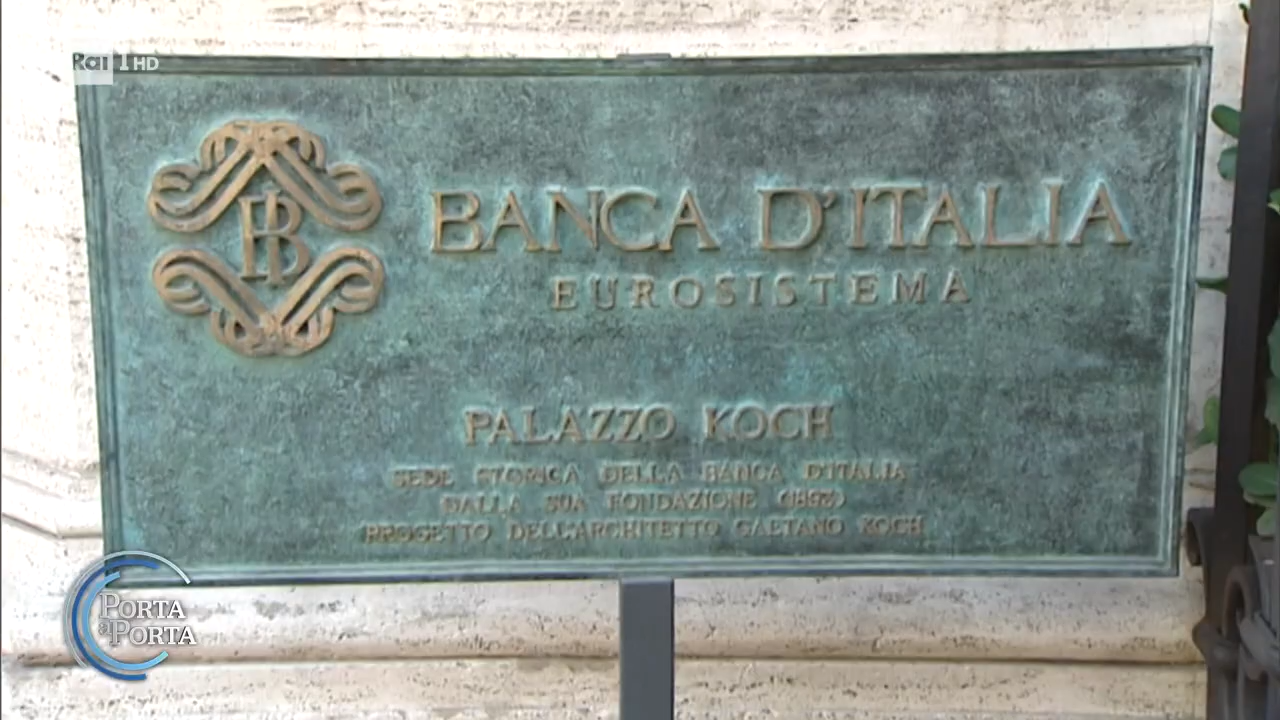 Rai 1 HD
BI
BANCA D'ITALIA
EUROSISTEMA
PALAZZO KOCH
SEDE STORICA DELLA BANCA D'ITALIA
DALLA SUA FONDAZIONE
PROGETTO DELL'ARCHITETTO GAETANO KOCH
PORTA
a PORTA